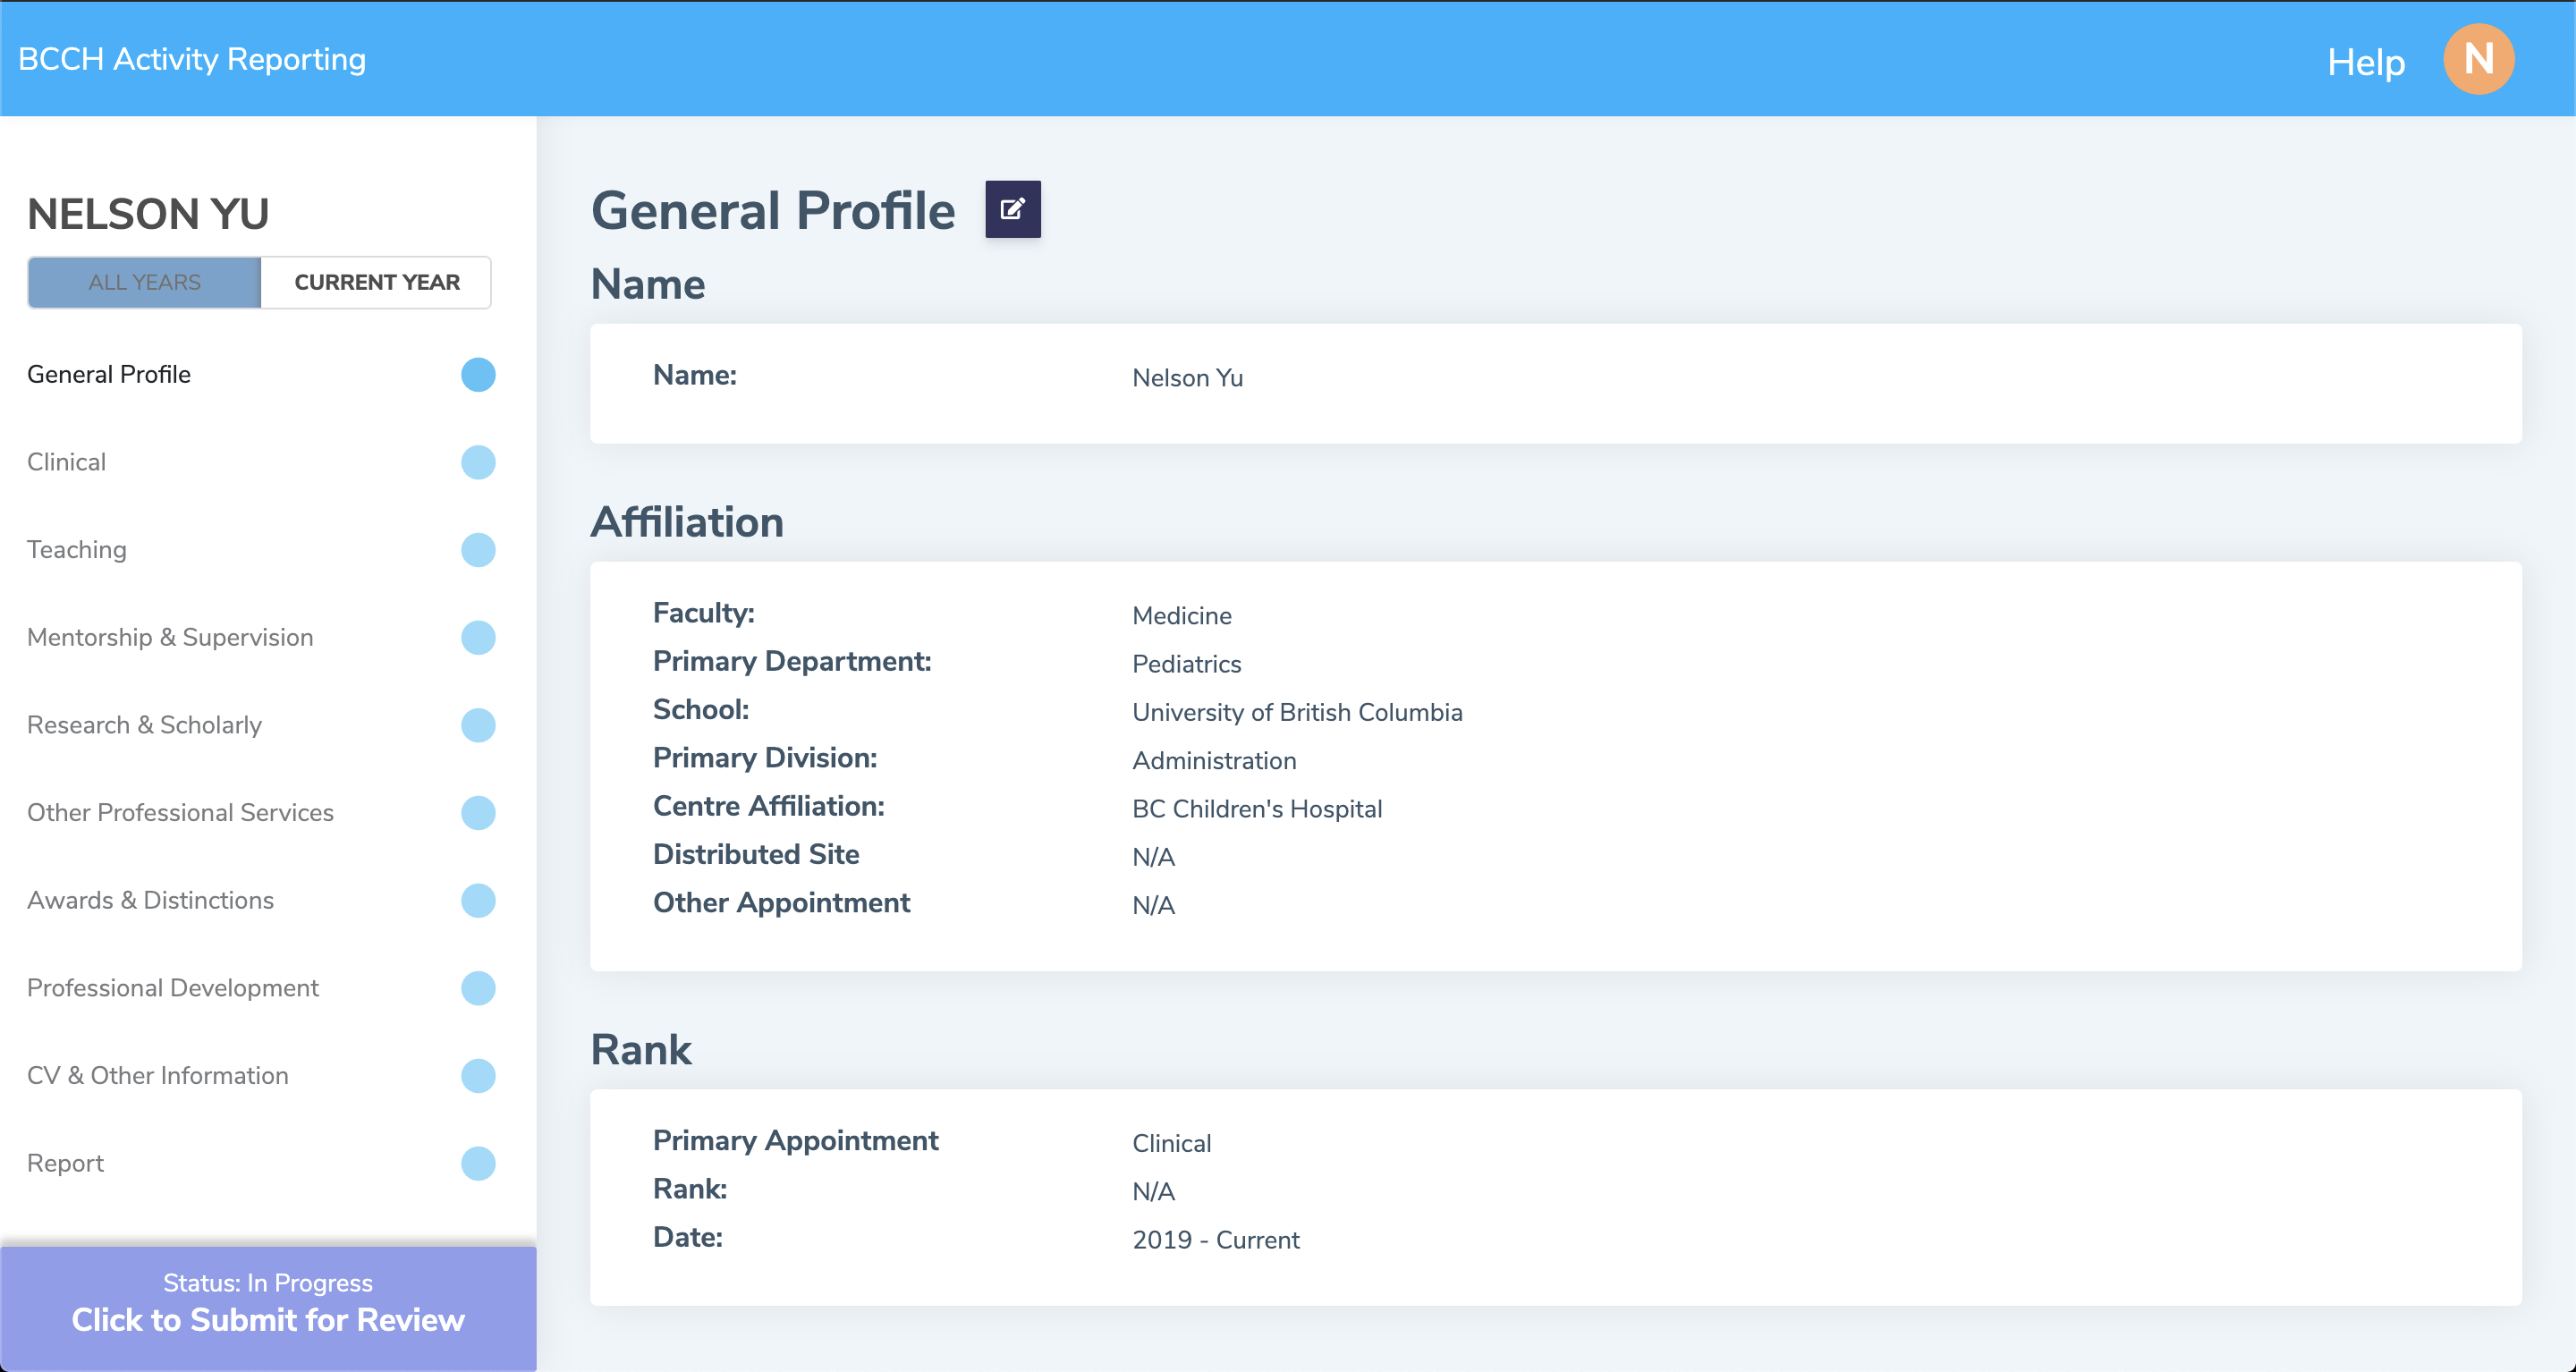 BCCH Activity Reporting
Help
N
NELSON YU
ALL YEARS
CURRENT YEAR
General Profile
Clinical
Teaching
Mentorship & Supervision
Research & Scholarly
Other Professional Services
Awards & Distinctions
Professional Development
CV & Other Information
Report
Status: In Progress
Click to Submit for Review
General Profile
Name
Name: Nelson Yu
Affiliation
Faculty: Medicine
Primary Department: Pediatrics
School: University of British Columbia
Primary Division: Administration
Centre Affiliation: BC Children's Hospital
Distributed Site N/A
Other Appointment N/A
Rank
Primary Appointment Clinical
Rank: N/A
Date: 2019 - Current